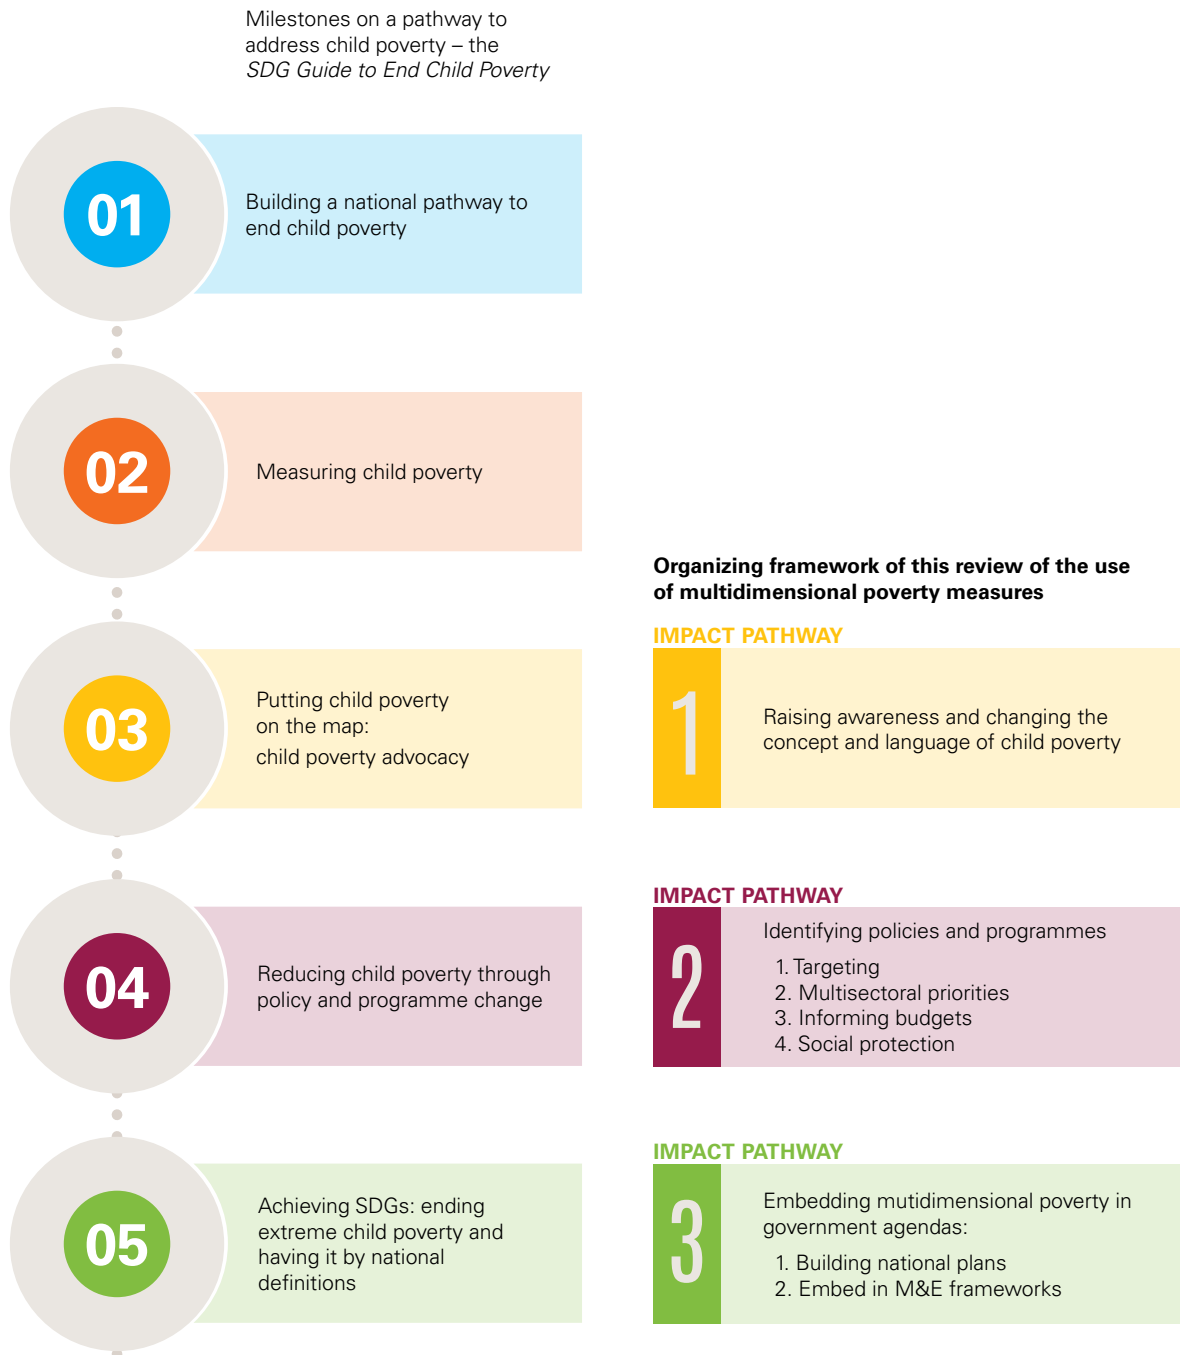 Milestones on a pathway to
address child poverty – the
SDG Guide to End Child Poverty
01
Building a national pathway to
end child poverty
02
Measuring child poverty
03
Putting child poverty
on the map:
child poverty advocacy
04
Reducing child poverty through
policy and programme change
05
Achieving SDGs: ending
extreme child poverty and
having it by national
definitions
Organizing framework of this review of the use
of multidimensional poverty measures
IMPACT PATHWAY
1
Raising awareness and changing the
concept and language of child poverty
IMPACT PATHWAY
2
Identifying policies and programmes
1. Targeting
2. Multisectoral priorities
3. Informing budgets
4. Social protection
IMPACT PATHWAY
3
Embedding mutidimensional poverty in
government agendas:
1. Building national plans
2. Embed in M&E frameworks